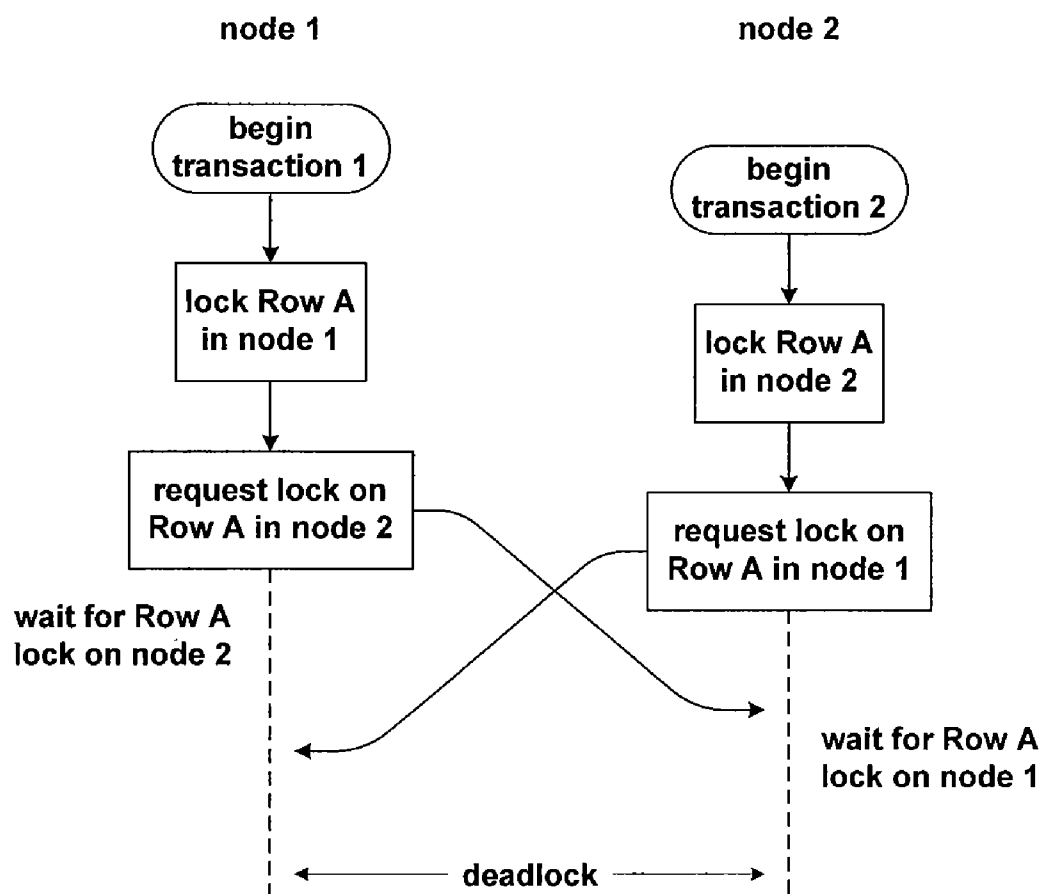 node 1
node 2
begin
transaction 1
begin
transaction 2
lock Row A
in node 1
lock Row A
in node 2
request lock on
Row A in node 2
request lock on
Row A in node 1
wait for Row A
lock on node 2
wait for Row A
lock on node 1
deadlock